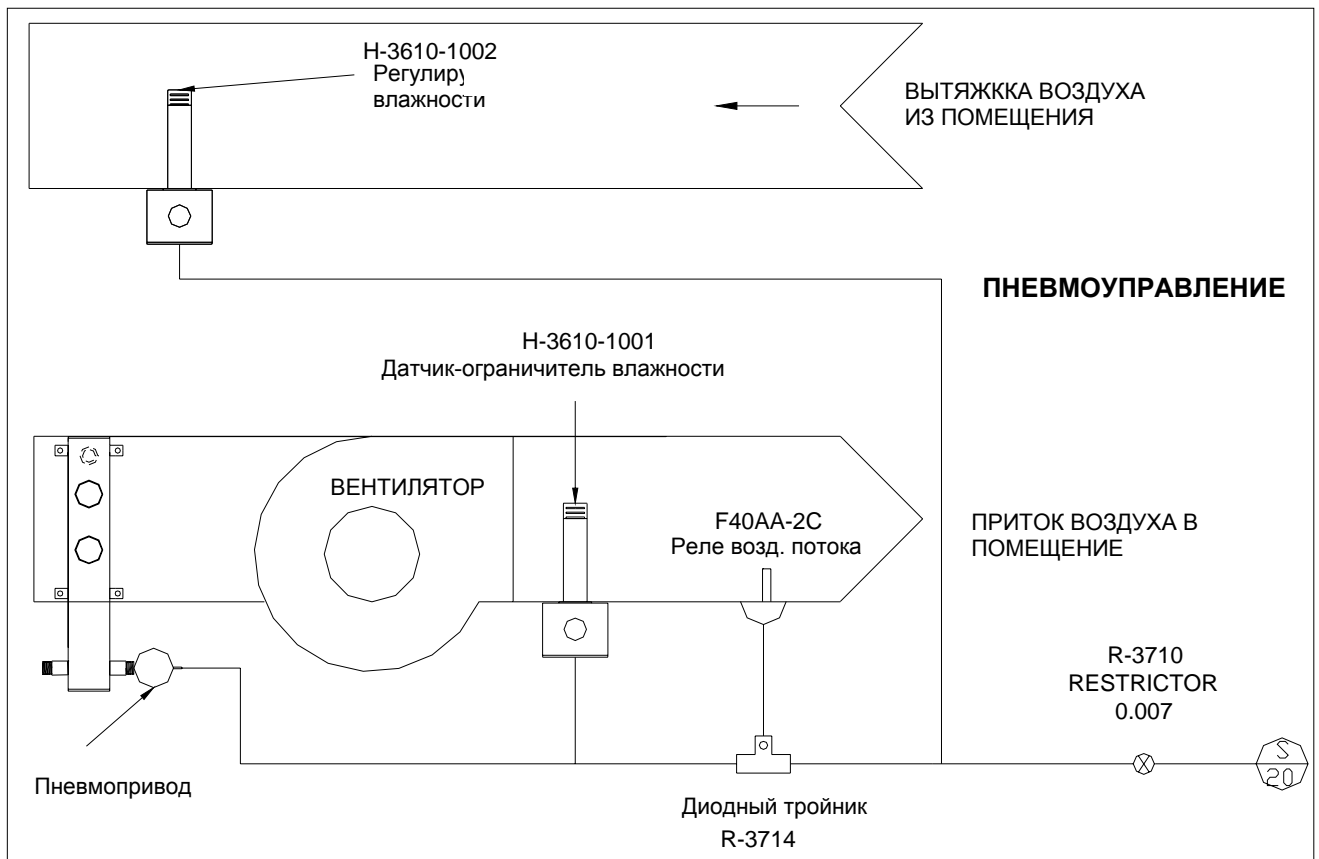 H-3610-1002
влажности
ВЫТЯЖККА ВОЗДУХА
ИЗ ПОМЕЩЕНИЯ
ПНЕВМОУПРАВЛЕНИЕ
H-3610-1001
Датчик-ограничитель влажности
ВЕНТИЛЯТОР
F40AA-2C
Реле возд. потока
ПРИТОК ВОЗДУХА В
ПОМЕЩЕНИЕ
R-3710
RESTRICTOR
0.007
S
20
Пневмопривод
Диодный тройник
R-3714